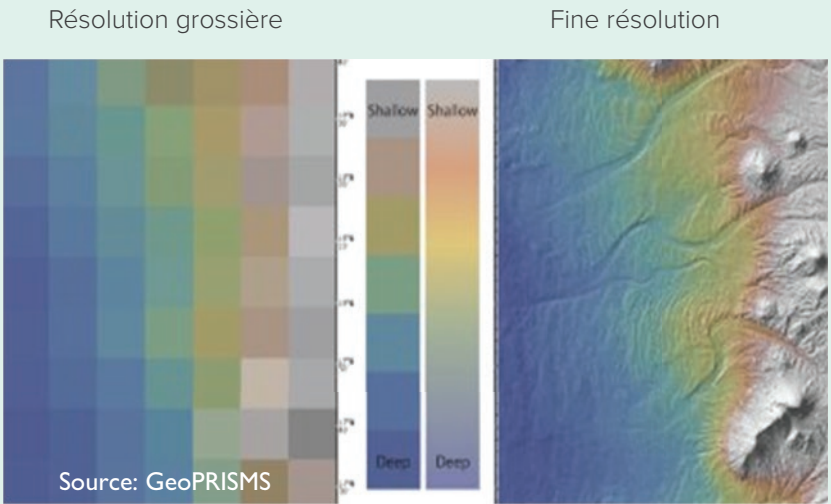 Résolution grossière
Fine résolution
Shallow Shallow
Deep Deep
Source: GeoPRISMS